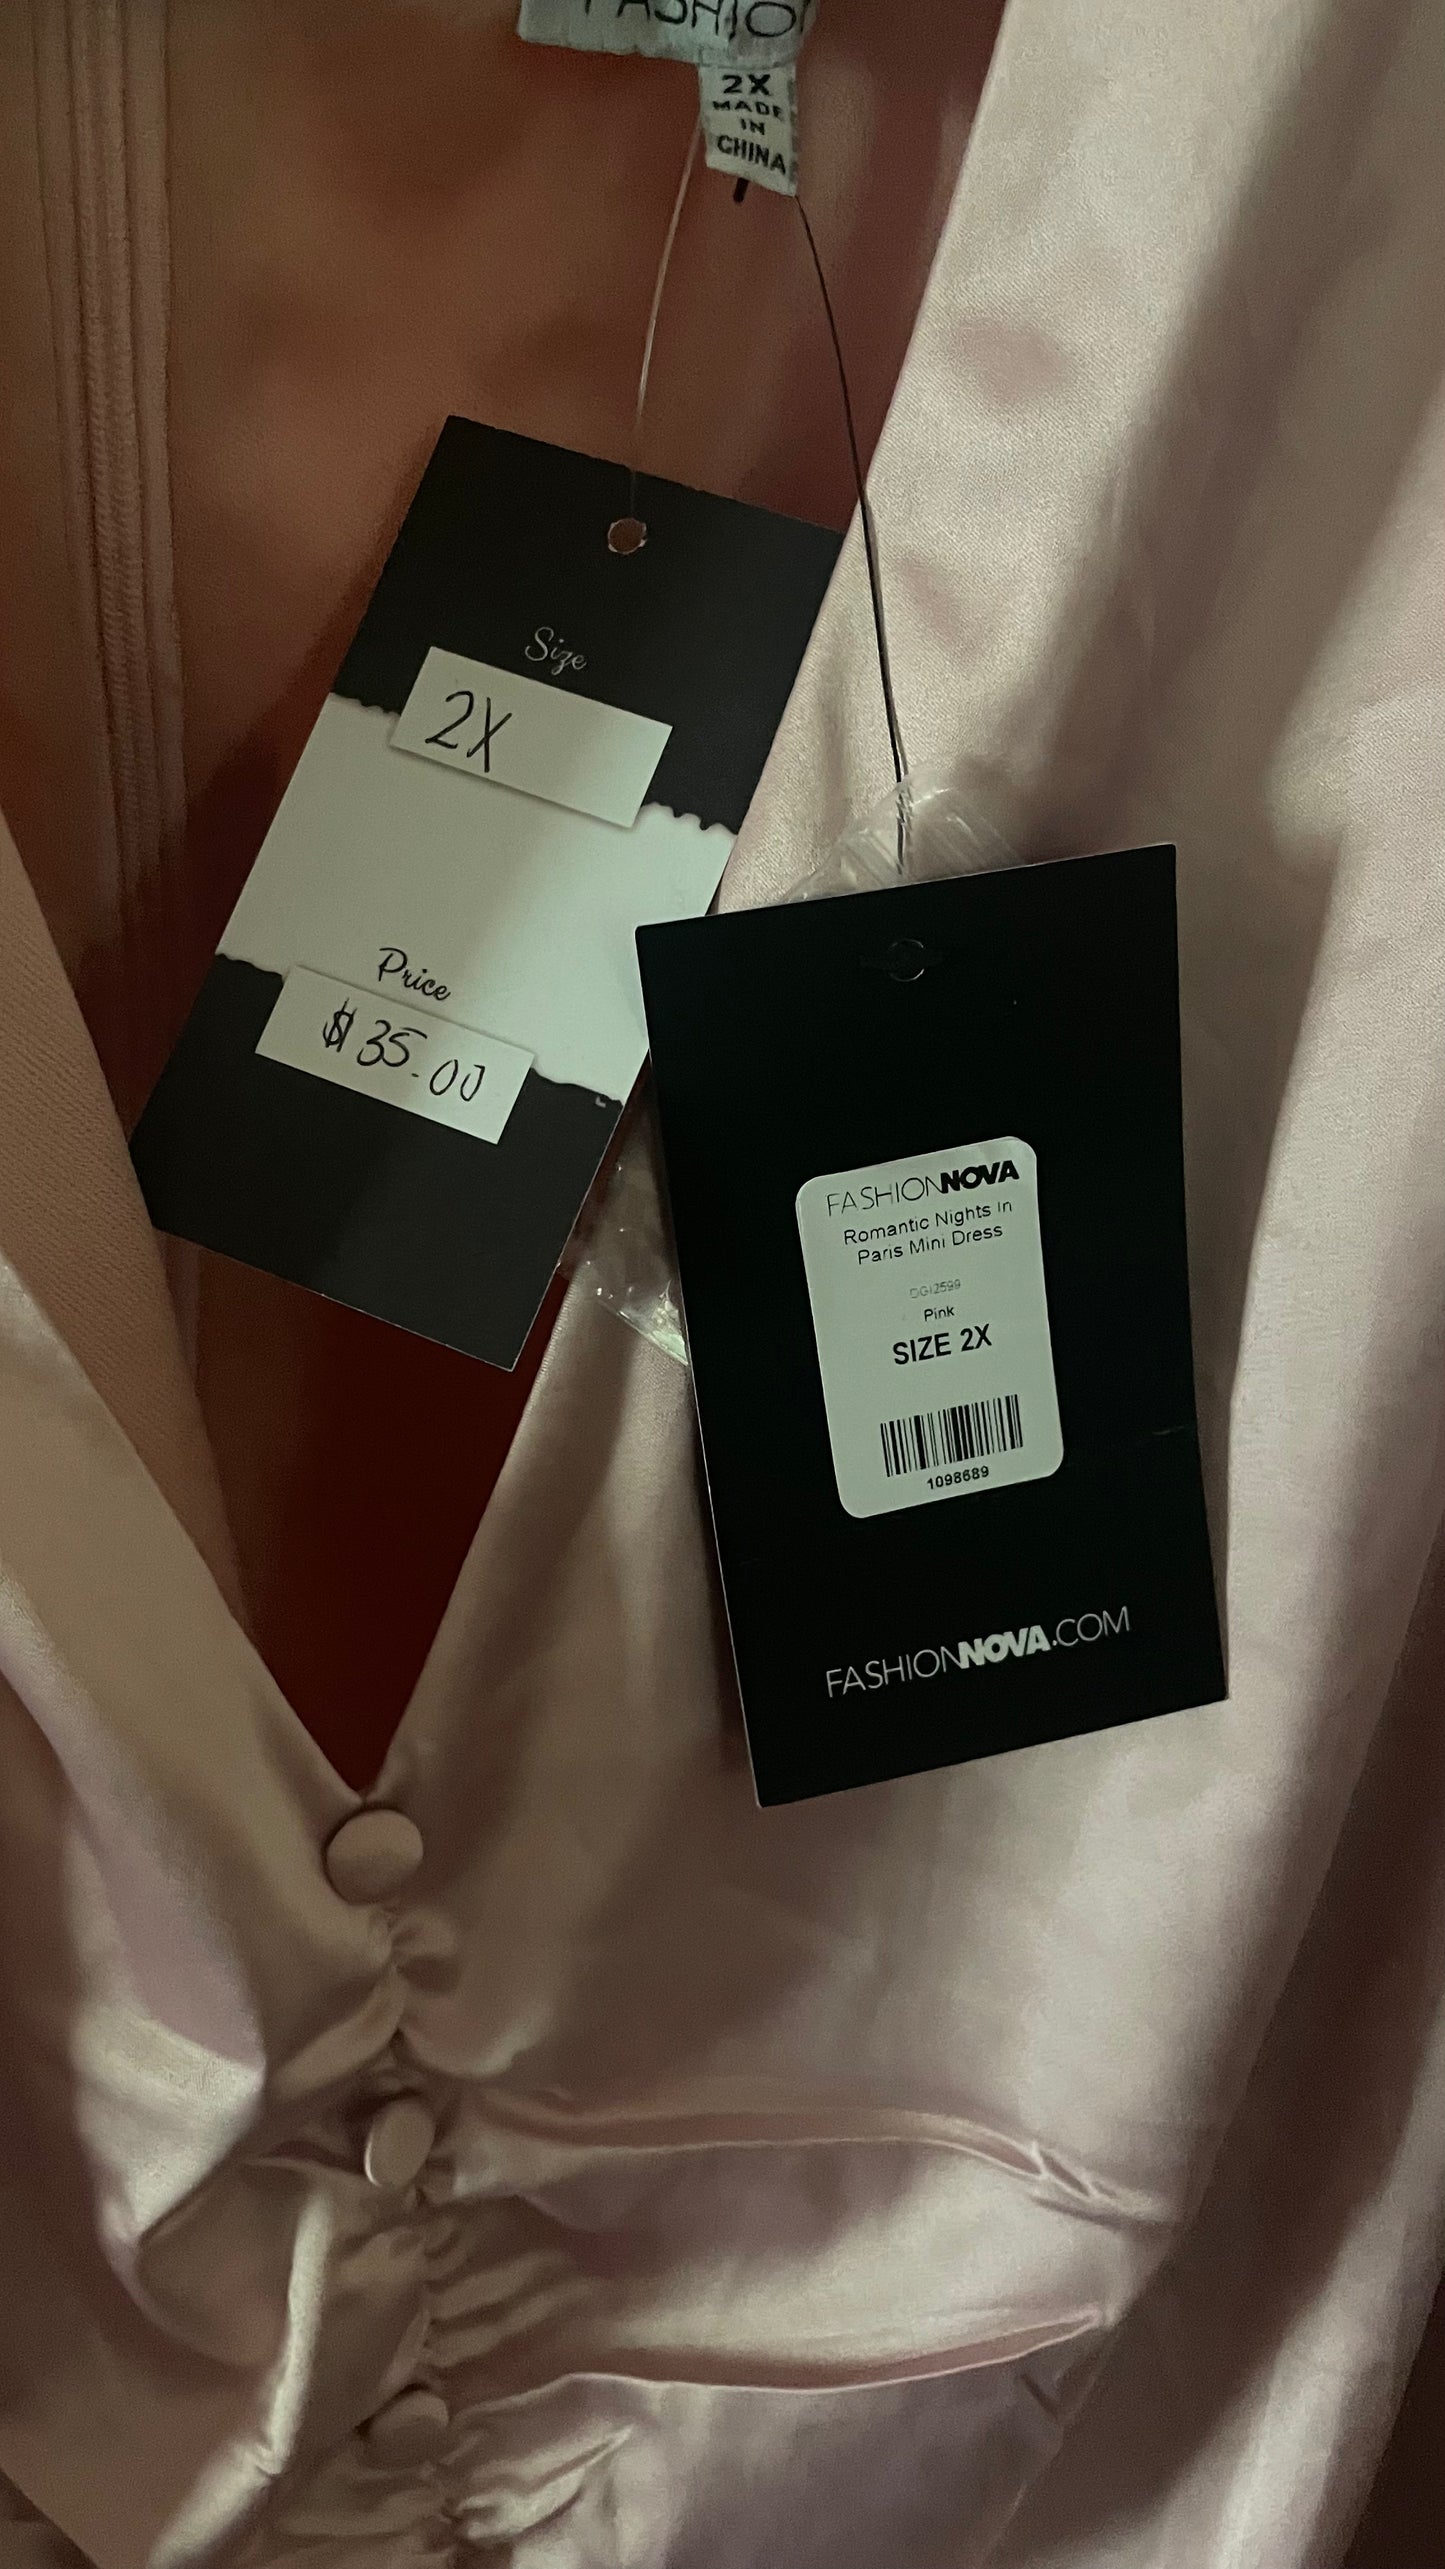 FASHION
2X
MADE
IN
CHINA
Size
2X
Price
$35.00
FASHIONNOVA
Romantic Nights In
Paris Mini Dress
DGI2599
Pink
SIZE 2X
1098689
FASHIONNOVA.COM